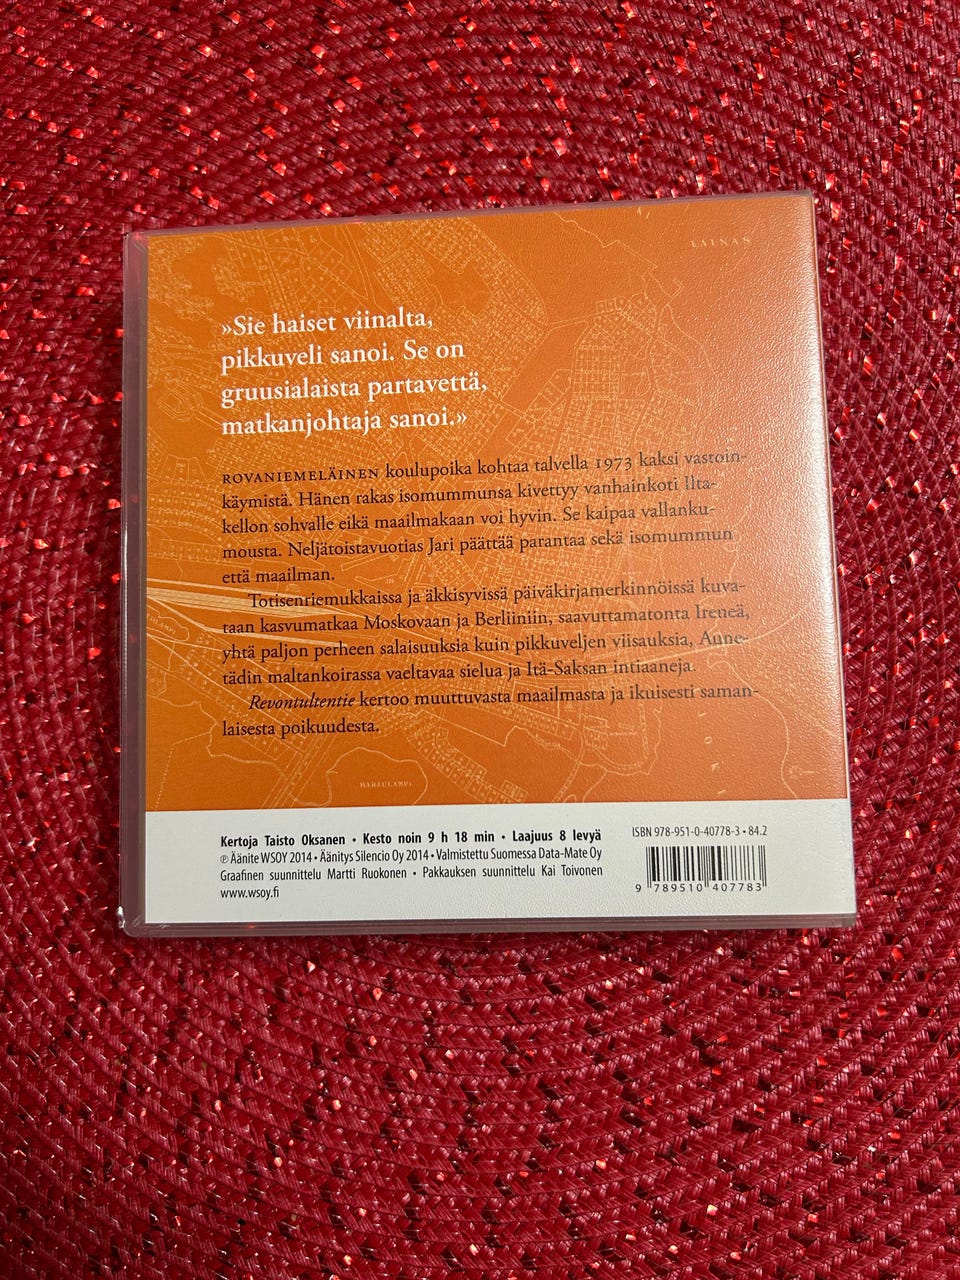 LAINAS
»Sie haiset viinalta,
pikkuveli sanoi. Se on
gruusialaista partavettä,
matkanjohtaja sanoi.»
ROVANIEMELÄINEN koulupoika kohtaa talvella 1973 kaksi vastoin-
käymistä. Hänen rakas isomummunsa kivettyy vanhainkoti Ilta-
kellon sohvalle eikä maailmakaan voi hyvin. Se kaipaa vallanku-
mousta. Neljätoistavuotias Jari päättää parantaa sekä isomummun
että maailman.
Totisenriemukkaissa ja äkkisyvissä päiväkirjamerkinnöissä kuva-
taan kasvumatkaa Moskovaan ja Berliiniin, saavuttamatonta Ireneä,
yhtä paljon perheen salaisuuksia kuin pikkuveljen viisauksia, Aune-
tädin maltankoirassa vaeltavaa sielua ja Itä-Saksan intiaaneja.
Revontultentie kertoo muuttuvasta maailmasta ja ikuisesti saman-
laisesta poikuudesta.
HARJULAMPI
Kertoja Taisto Oksanen • Kesto noin 9 h 18 min • Laajuus 8 levyä
℗ Äänite WSOY 2014 • Äänitys Silencio Oy 2014 • Valmistettu Suomessa Data-Mate Oy
Graafinen suunnittelu Martti Ruokonen • Pakkauksen suunnittelu Kai Toivonen
www.wsoy.fi
ISBN 978-951-0-40778-3 • 84.2
9 789510 407783